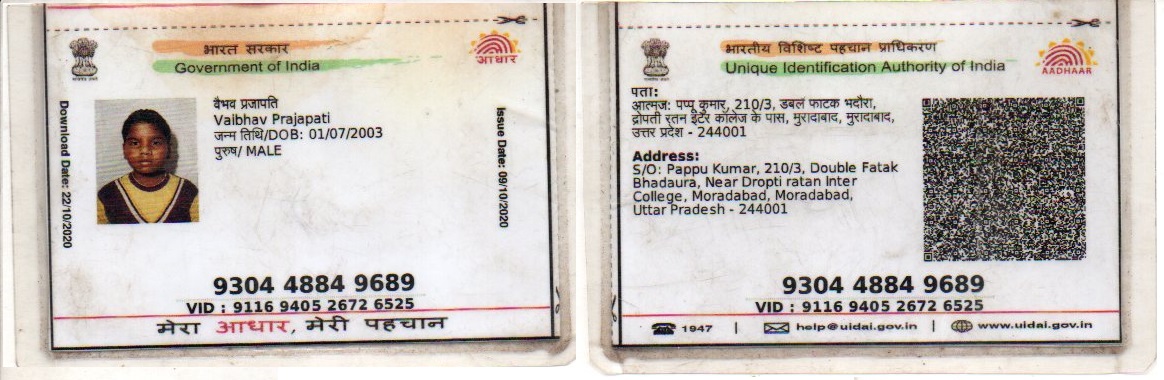 भारत सरकार
Government of India
आधार
Download Date: 22/10/2020
वैभव प्रजापति
Vaibhav Prajapati
जन्म तिथि/DOB: 01/07/2003
पुरुष/ MALE
Issue Date: 09/10/2020
9304 4884 9689
VID : 9116 9405 2672 6525
मेरा आधार, मेरी पहचान
भारतीय विशिष्ट पहचान प्राधिकरण
Unique Identification Authority of India
AADHAAR
पता:
आत्मज: पप्पू कुमार, 210/3, डबल फाटक भदौरा,
द्रोपती रतन इंटर कॉलेज के पास, मुरादाबाद, मुरादाबाद,
उत्तर प्रदेश - 244001
Address:
S/O: Pappu Kumar, 210/3, Double Fatak
Bhadaura, Near Dropti ratan Inter
College, Moradabad, Moradabad,
Uttar Pradesh - 244001
9304 4884 9689
VID : 9116 9405 2672 6525
1947 | help@uidai.gov.in | www.uidai.gov.in